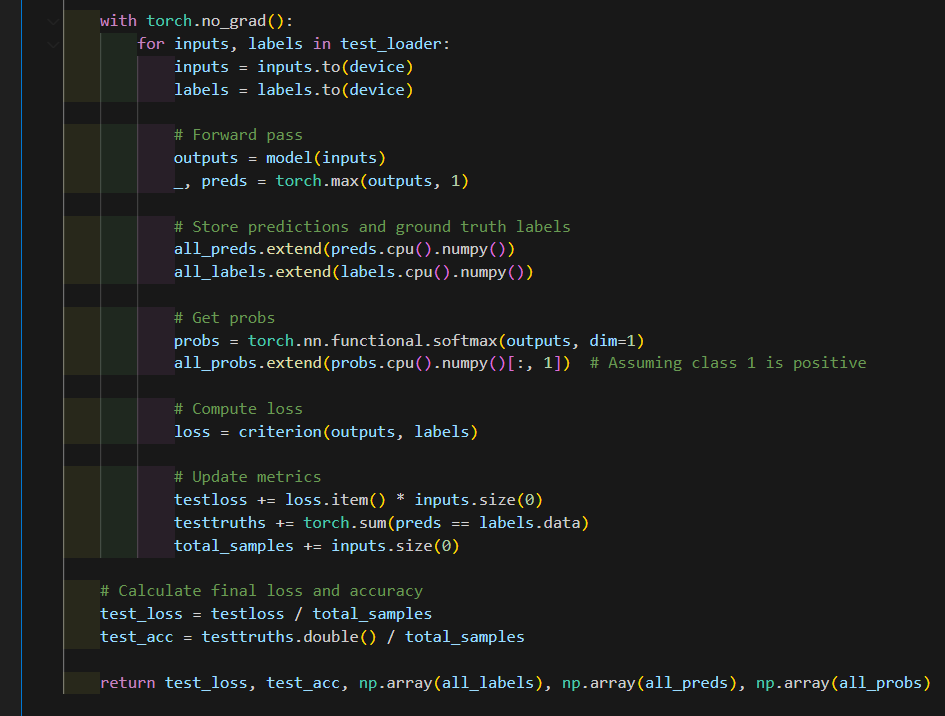 with torch.no_grad():
for inputs, labels in test_loader:
inputs = inputs.to(device)
labels = labels.to(device)
# Forward pass
outputs = model(inputs)
_, preds = torch.max(outputs, 1)
# Store predictions and ground truth labels
all_preds.extend(preds.cpu().numpy())
all_labels.extend(labels.cpu().numpy())
# Get probs
probs = torch.nn.functional.softmax(outputs, dim=1)
all_probs.extend(probs.cpu().numpy()[:, 1])  # Assuming class 1 is positive
# Compute loss
loss = criterion(outputs, labels)
# Update metrics
testloss += loss.item() * inputs.size(0)
testtruths += torch.sum(preds == labels.data)
total_samples += inputs.size(0)
# Calculate final loss and accuracy
test_loss = testloss / total_samples
test_acc = testtruths.double() / total_samples
return test_loss, test_acc, np.array(all_labels), np.array(all_preds), np.array(all_probs)